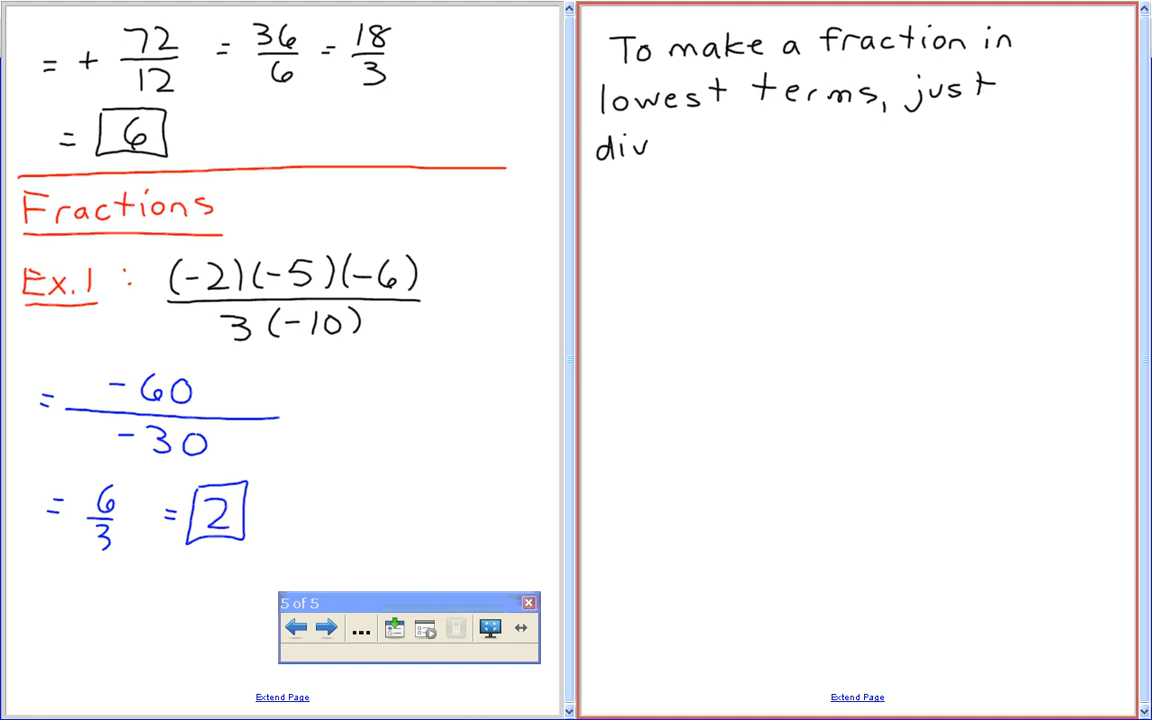 = + 72/12 = 36/6 = 18/3
= 6
Fractions
Ex.1 : (-2)(-5)(-6) / 3(-10)
= -60 / -30
= 6/3 = 2
5 of 5
...
Extend Page
To make a fraction in
lowest terms, just
div
Extend Page